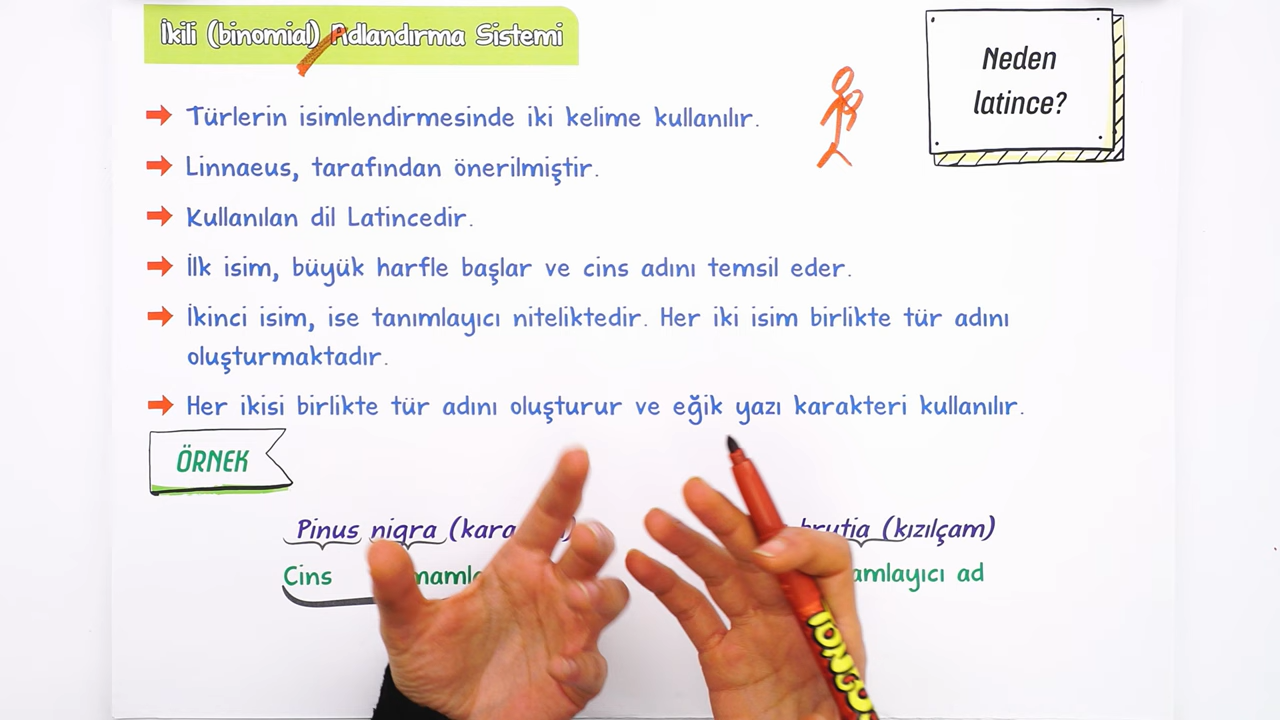 İkili (binomial) Adlandırma Sistemi
Neden
latince?
Türlerin isimlendirmesinde iki kelime kullanılır.
Linnaeus, tarafından önerilmiştir.
Kullanılan dil Latincedir.
İlk isim, büyük harfle başlar ve cins adını temsil eder.
İkinci isim, ise tanımlayıcı niteliktedir. Her iki isim birlikte tür adını
oluşturmaktadır.
Her ikisi birlikte tür adını oluşturur ve eğik yazı karakteri kullanılır.
ÖRNEK
Pinus nigra (kızılçam)
Cins ad